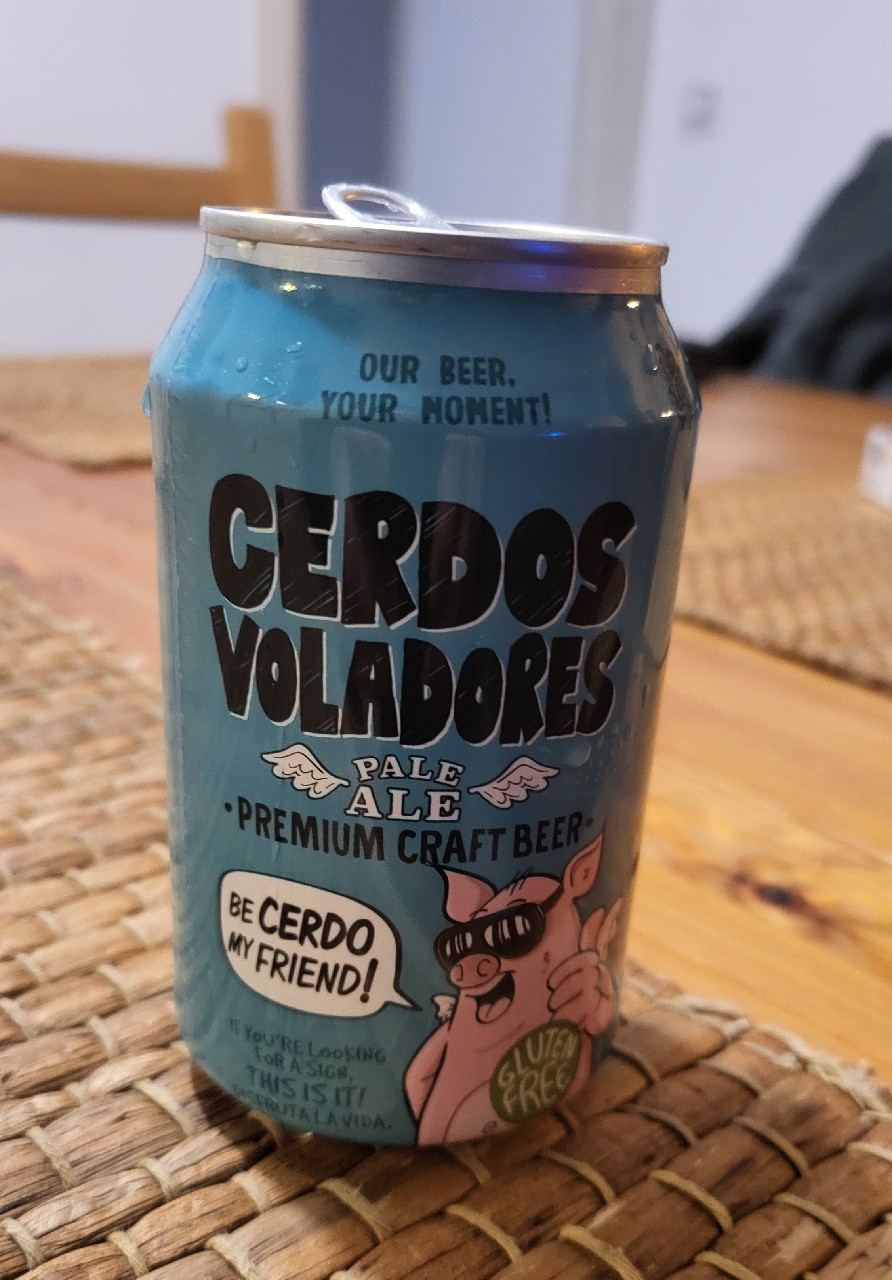 OUR BEER.
YOUR MOMENT!
CERDOS
VOLADORES
PALE
ALE
• PREMIUM CRAFT BEER •
BE CERDO
MY FRIEND!
IF YOU'RE LOOKING
FOR A SIGN,
THIS IS IT!
DISFRUTA LA VIDA.
GLUTEN
FREE